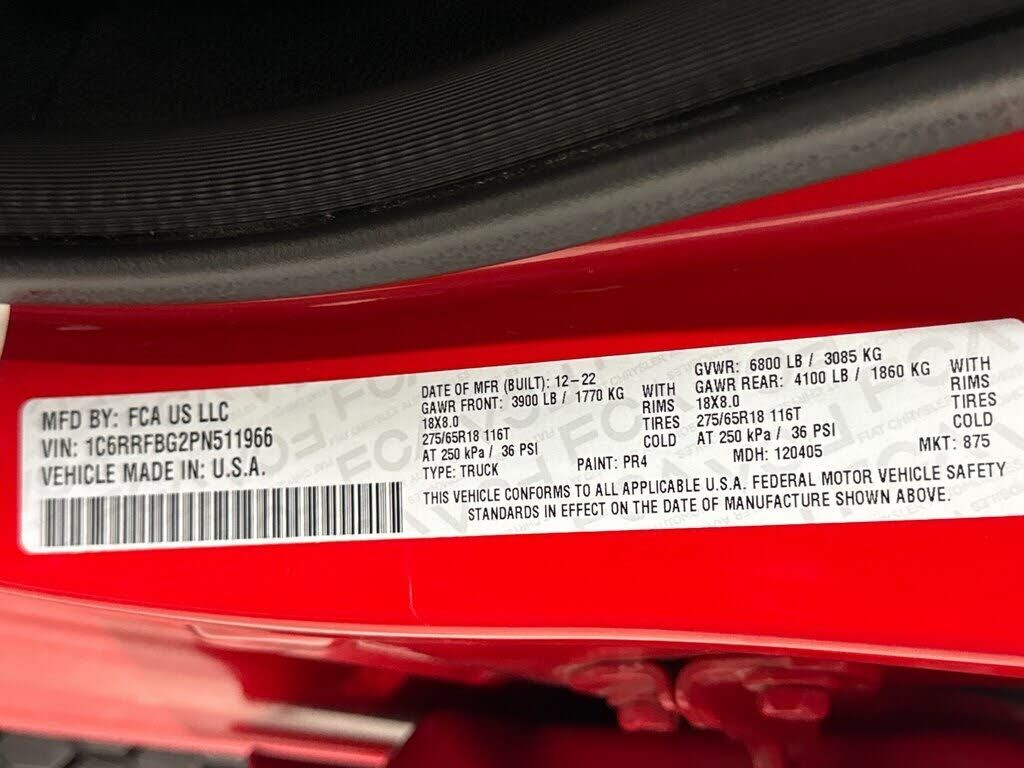 MFD BY: FCA US LLC
VIN: 1C6RRFBG2PN511966
VEHICLE MADE IN: U.S.A.
DATE OF MFR (BUILT): 12-22
GAWR FRONT: 3900 LB / 1770 KG WITH
18X8.0 RIMS
275/65R18 116T TIRES
AT 250 kPa / 36 PSI COLD
TYPE: TRUCK PAINT: PR4
GVWR: 6800 LB / 3085 KG
GAWR REAR: 4100 LB / 1860 KG WITH
18X8.0 RIMS
275/65R18 116T TIRES
AT 250 kPa / 36 PSI COLD
MDH: 120405 MKT: 875
THIS VEHICLE CONFORMS TO ALL APPLICABLE U.S.A. FEDERAL MOTOR VEHICLE SAFETY
STANDARDS IN EFFECT ON THE DATE OF MANUFACTURE SHOWN ABOVE.